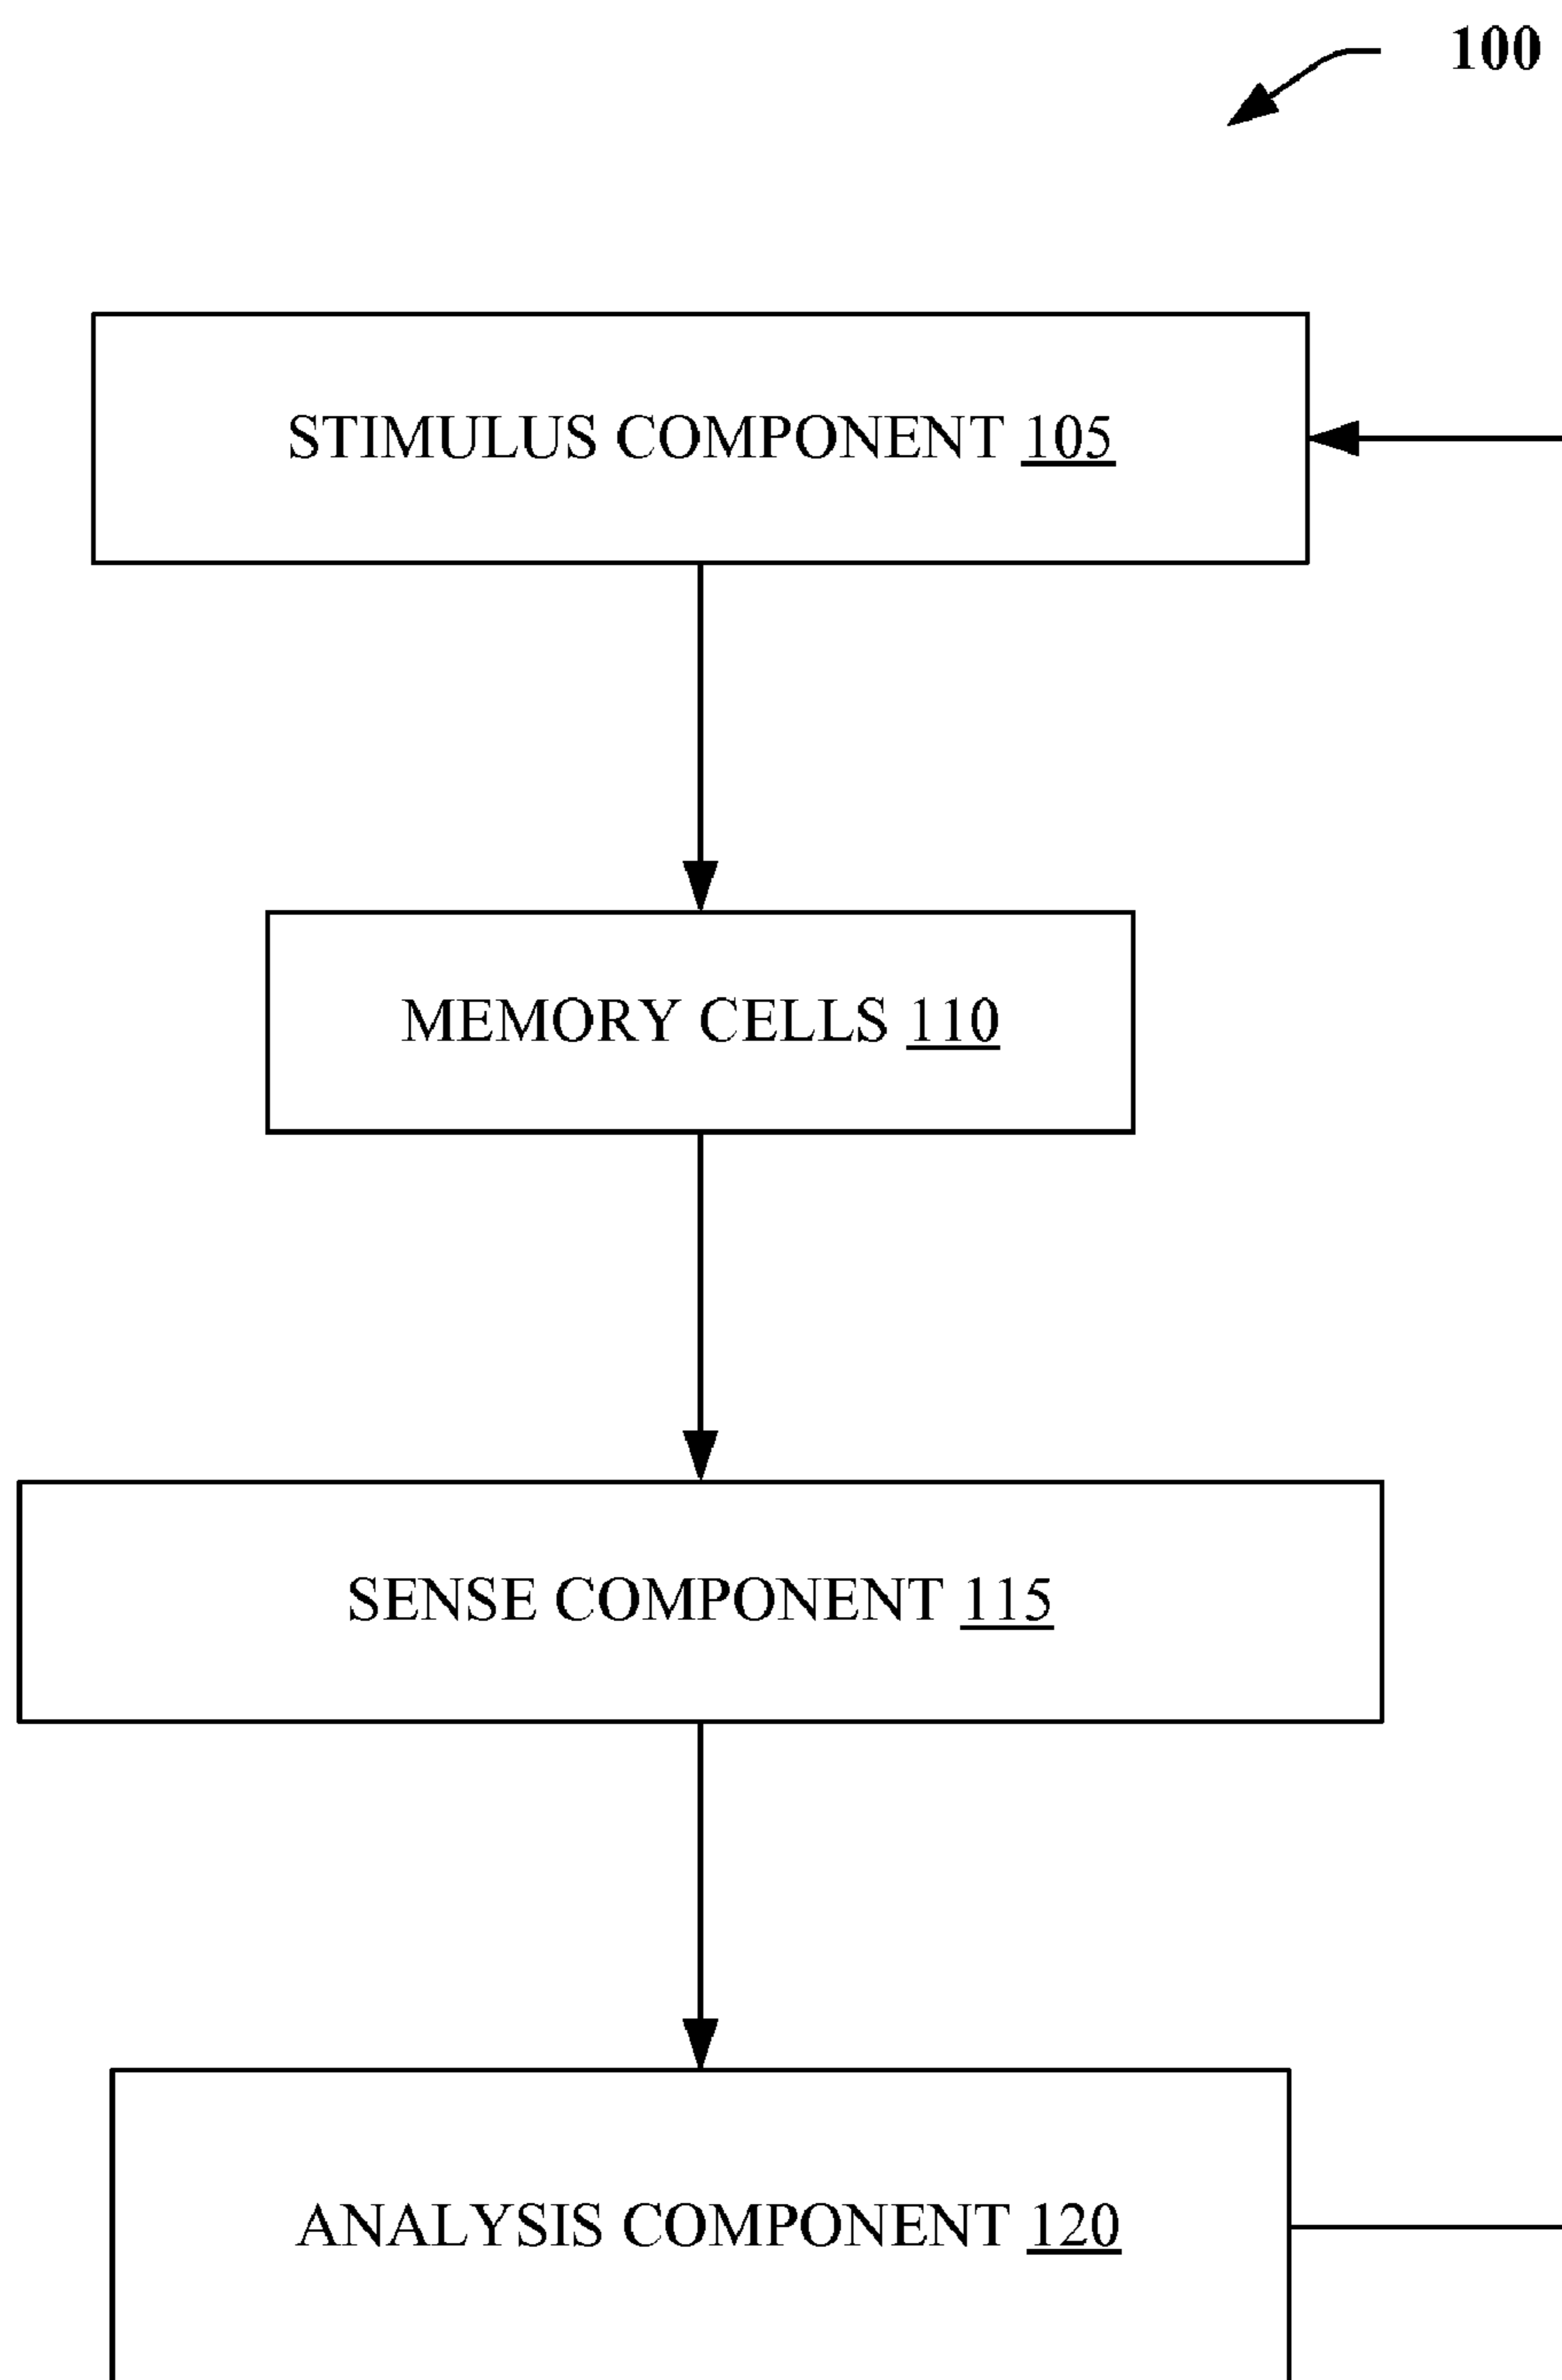 100
STIMULUS COMPONENT 105
MEMORY CELLS 110
SENSE COMPONENT 115
ANALYSIS COMPONENT 120